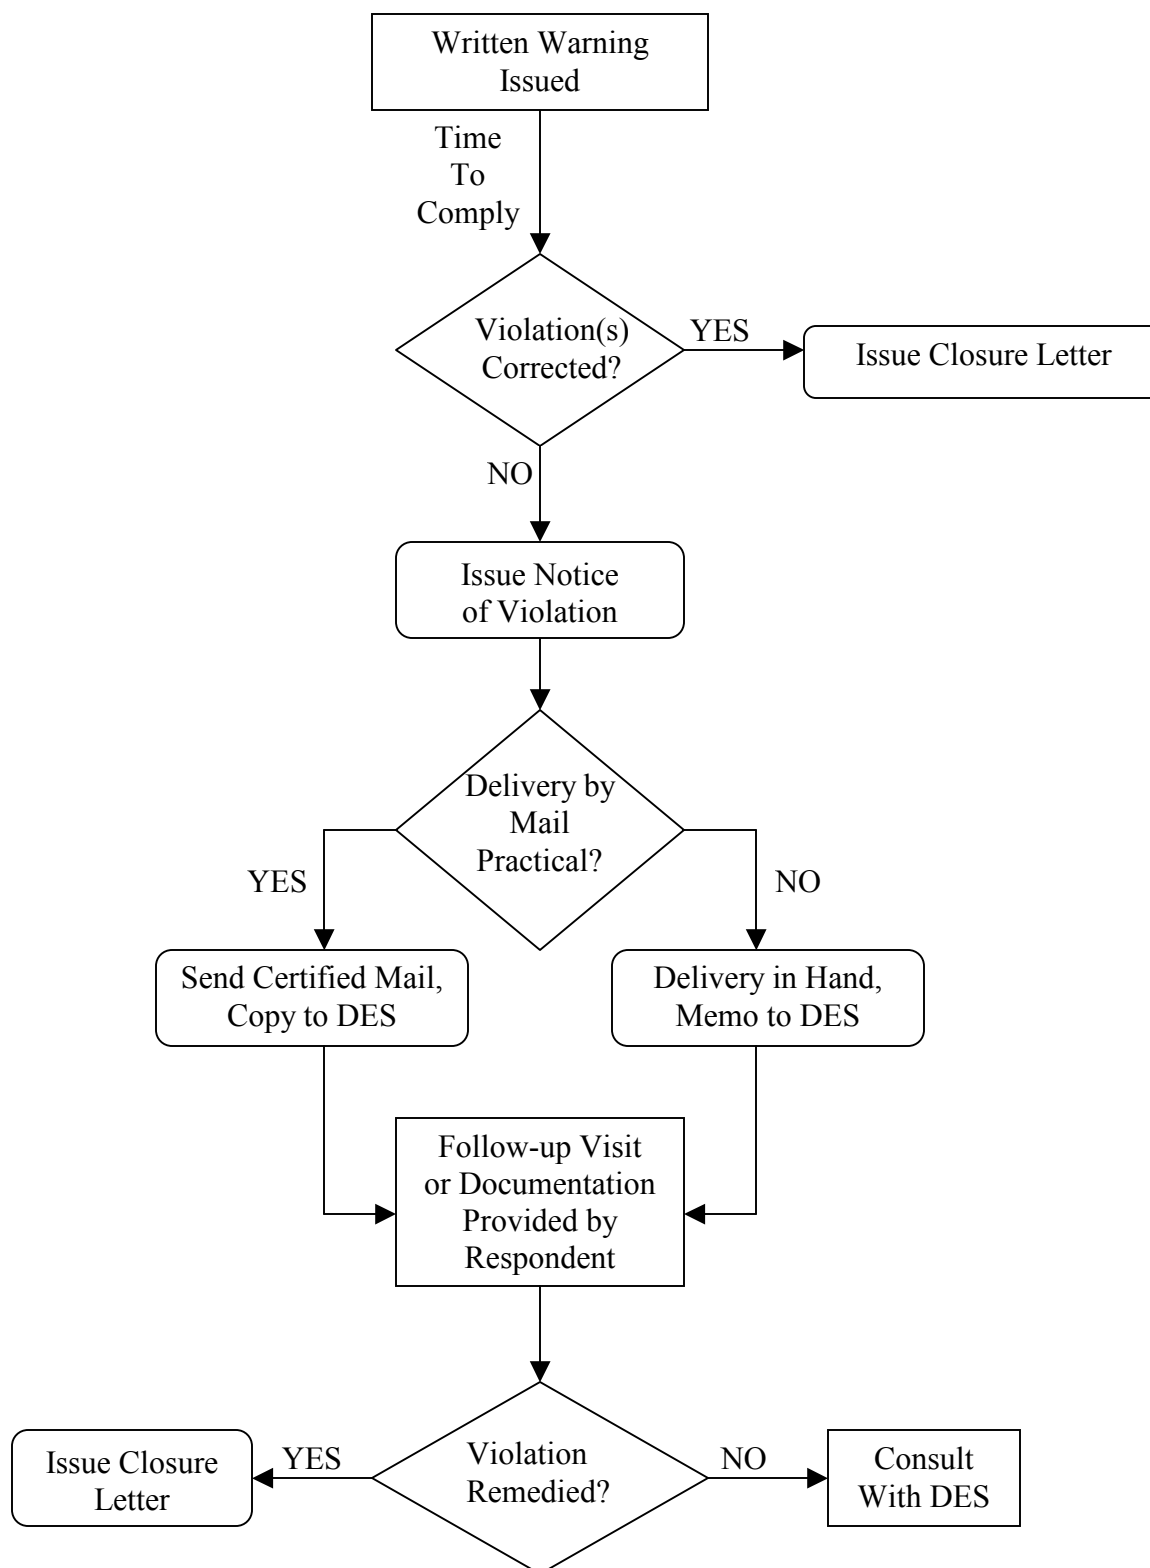 Written Warning
Issued
Time
To
Comply
Violation(s)
Corrected?
YES
Issue Closure Letter
NO
Issue Notice
of Violation
Delivery by
Mail
Practical?
YES
NO
Send Certified Mail,
Copy to DES
Delivery in Hand,
Memo to DES
Follow-up Visit
or Documentation
Provided by
Respondent
Issue Closure
Letter
YES
Violation
Remedied?
NO
Consult
With DES